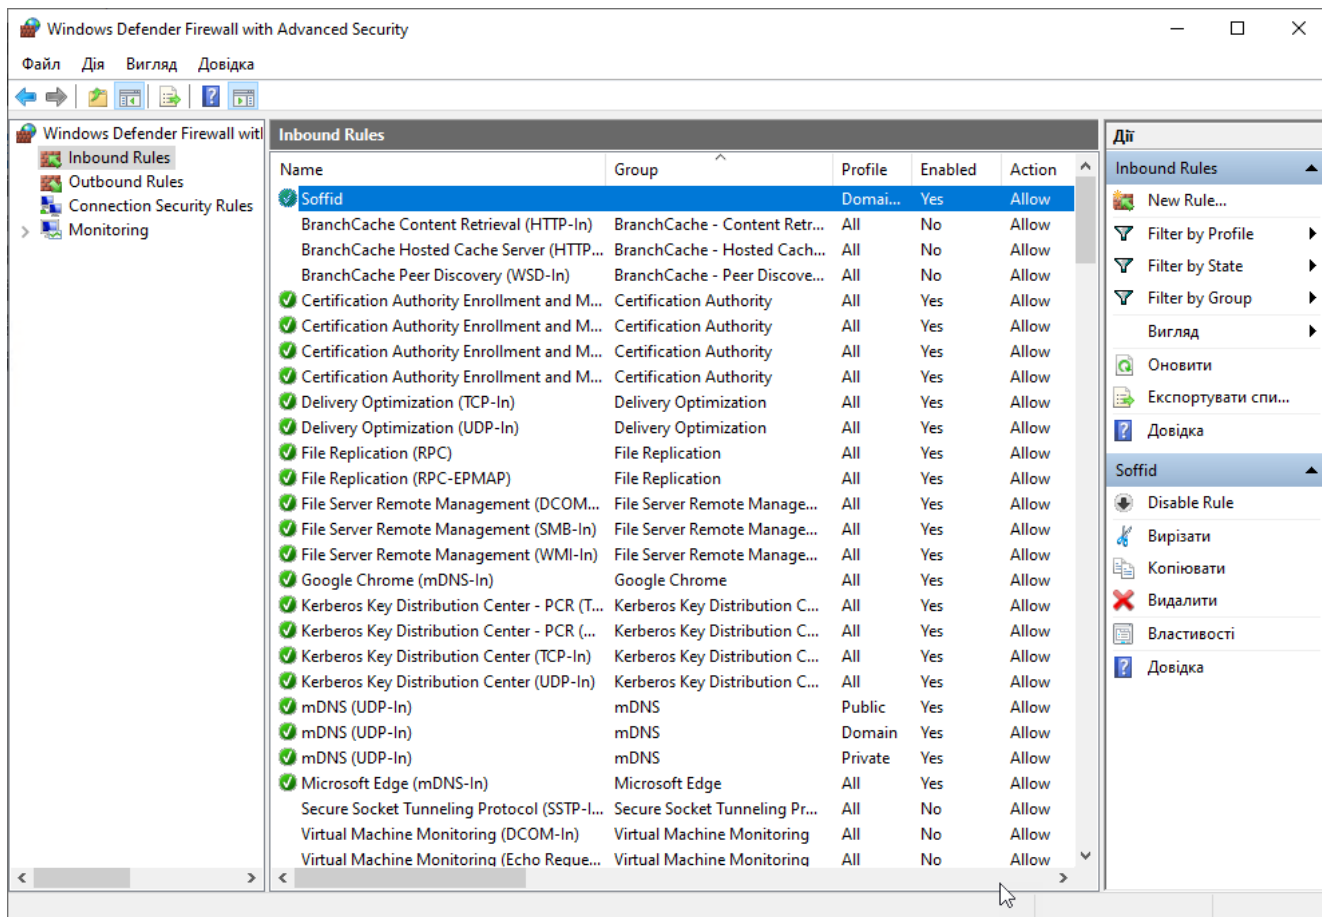 Windows Defender Firewall with Advanced Security
Файл Дія Вигляд Довідка
Windows Defender Firewall witl
Inbound Rules
Outbound Rules
Connection Security Rules
Monitoring
Inbound Rules
Name Group Profile Enabled Action
Soffid Domai... Yes Allow
BranchCache Content Retrieval (HTTP-In) BranchCache - Content Retr... All No Allow
BranchCache Hosted Cache Server (HTTP... BranchCache - Hosted Cach... All No Allow
BranchCache Peer Discovery (WSD-In) BranchCache - Peer Discove... All No Allow
Certification Authority Enrollment and M... Certification Authority All Yes Allow
Certification Authority Enrollment and M... Certification Authority All Yes Allow
Certification Authority Enrollment and M... Certification Authority All Yes Allow
Certification Authority Enrollment and M... Certification Authority All Yes Allow
Delivery Optimization (TCP-In) Delivery Optimization All Yes Allow
Delivery Optimization (UDP-In) Delivery Optimization All Yes Allow
File Replication (RPC) File Replication All Yes Allow
File Replication (RPC-EPMAP) File Replication All Yes Allow
File Server Remote Management (DCOM... File Server Remote Manage... All Yes Allow
File Server Remote Management (SMB-In) File Server Remote Manage... All Yes Allow
File Server Remote Management (WMI-In) File Server Remote Manage... All Yes Allow
Google Chrome (mDNS-In) Google Chrome All Yes Allow
Kerberos Key Distribution Center - PCR (T... Kerberos Key Distribution C... All Yes Allow
Kerberos Key Distribution Center - PCR (... Kerberos Key Distribution C... All Yes Allow
Kerberos Key Distribution Center (TCP-In) Kerberos Key Distribution C... All Yes Allow
Kerberos Key Distribution Center (UDP-In) Kerberos Key Distribution C... All Yes Allow
mDNS (UDP-In) mDNS Public Yes Allow
mDNS (UDP-In) mDNS Domain Yes Allow
mDNS (UDP-In) mDNS Private Yes Allow
Microsoft Edge (mDNS-In) Microsoft Edge All Yes Allow
Secure Socket Tunneling Protocol (SSTP-I... Secure Socket Tunneling Pr... All No Allow
Virtual Machine Monitoring (DCOM-In) Virtual Machine Monitoring All No Allow
Virtual Machine Monitoring (Echo Reque... Virtual Machine Monitoring All No Allow
Дії
Inbound Rules
New Rule...
Filter by Profile
Filter by State
Filter by Group
Вигляд
Оновити
Експортувати спи...
Довідка
Soffid
Disable Rule
Вирізати
Копіювати
Видалити
Властивості
Довідка